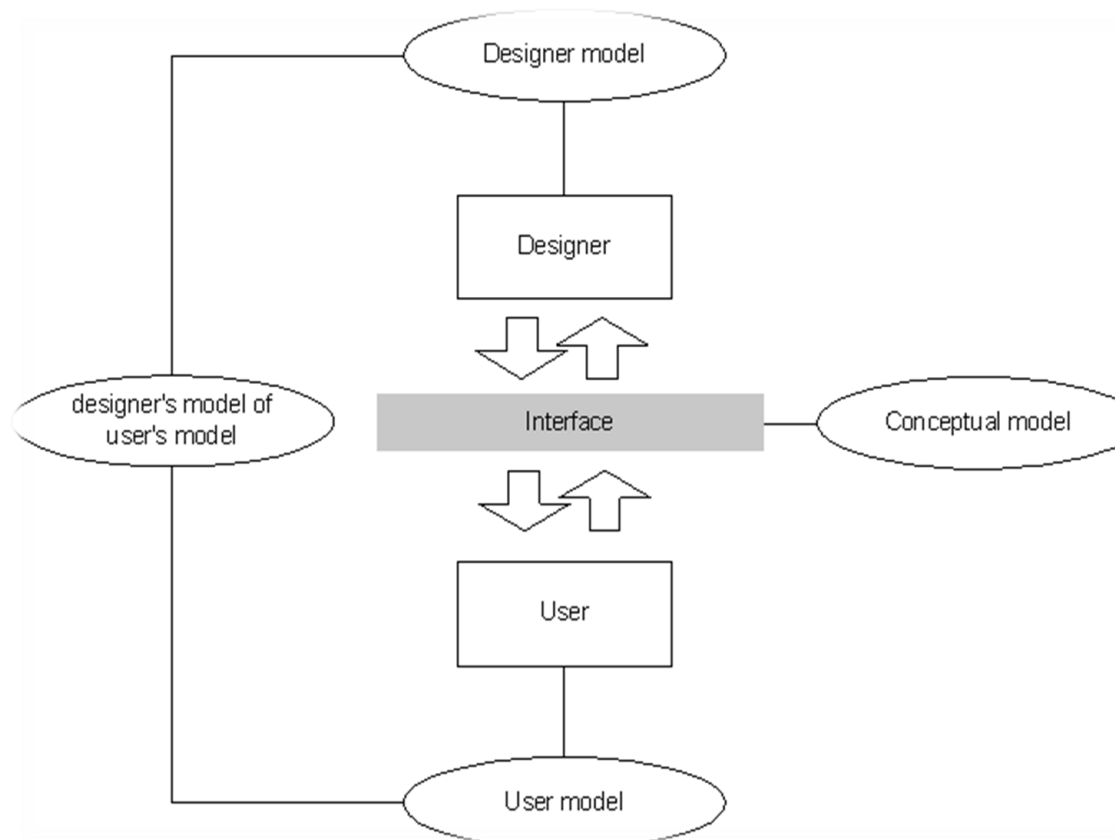 Designer model
Designer
designer's model of
user's model
Interface
Conceptual model
User
User model